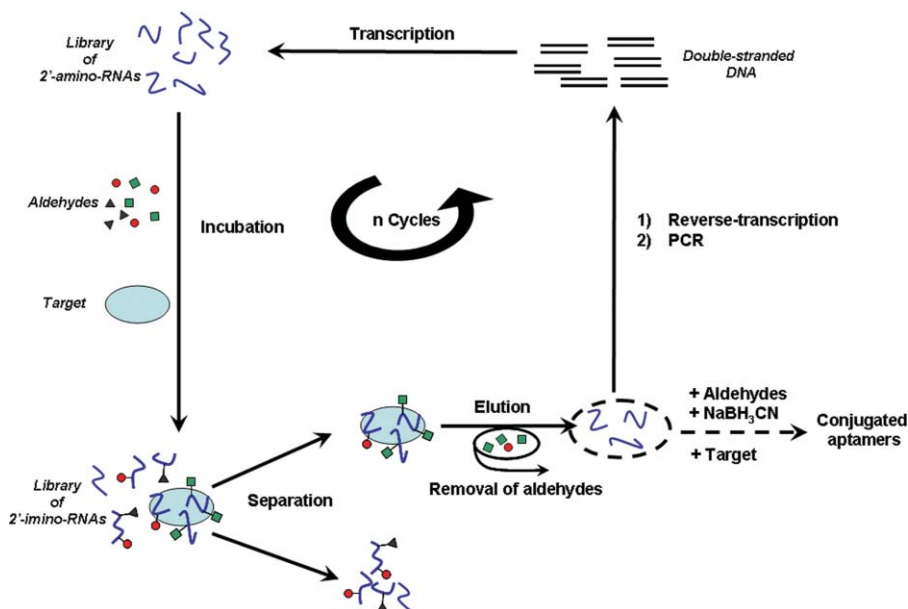 Library
of
2'-amino-RNAs
Transcription
Double-stranded
DNA
Aldehydes
Incubation
n Cycles
1) Reverse-transcription
2) PCR
Target
Library
of
2'-imino-RNAs
Separation
Elution
Removal of aldehydes
+ Aldehydes
+ NaBH₃CN
+ Target
Conjugated
aptamers